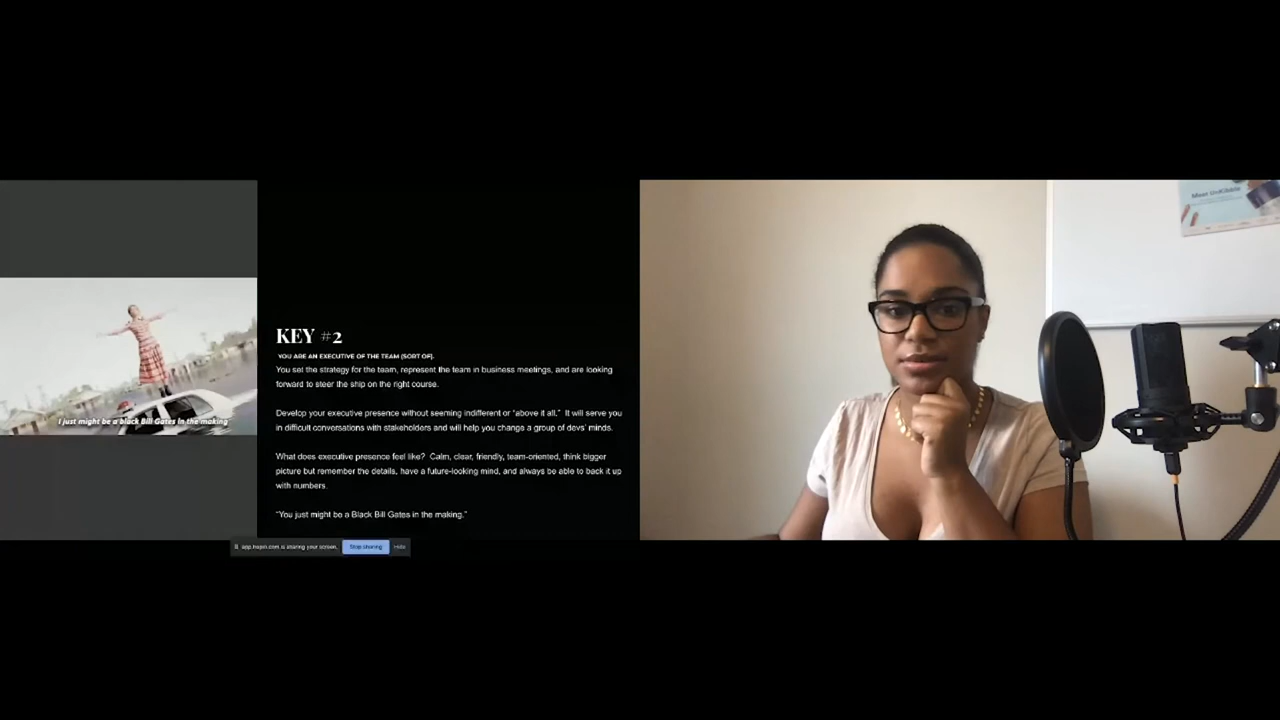 I just might be a black Bill Gates in the making
KEY #2
YOU ARE AN EXECUTIVE OF THE TEAM (SORT OF).
You set the strategy for the team, represent the team in business meetings, and are looking
forward to steer the ship on the right course.
Develop your executive presence without seeming indifferent or "above it all."  It will serve you
in difficult conversations with stakeholders and will help you change a group of devs' minds.
What does executive presence feel like?  Calm, clear, friendly, team-oriented, think bigger
picture but remember the details, have a future-looking mind, and always be able to back it up
with numbers.
"You just might be a Black Bill Gates in the making."
app.hopin.com is sharing your screen.
Stop sharing
Hide
Meet